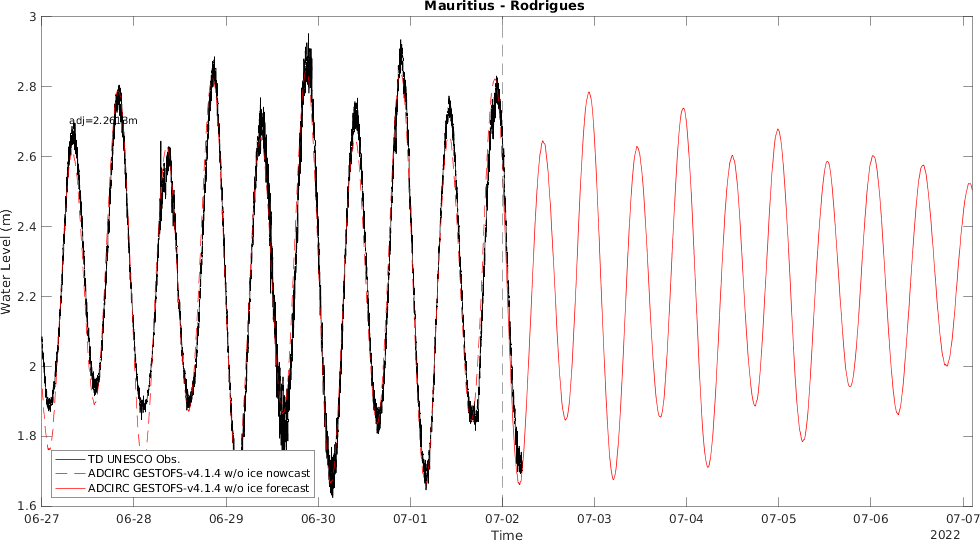 Mauritius - Rodrigues
3
2.8
2.6
2.4
2.2
2
1.8
1.6
Water Level (m)
adj=2.2613m
TD UNESCO Obs.
ADCIRC GESTOFS-v4.1.4 w/o ice nowcast
ADCIRC GESTOFS-v4.1.4 w/o ice forecast
06-27 06-28 06-29 06-30 07-01 07-02 07-03 07-04 07-05 07-06 07-07
Time
2022